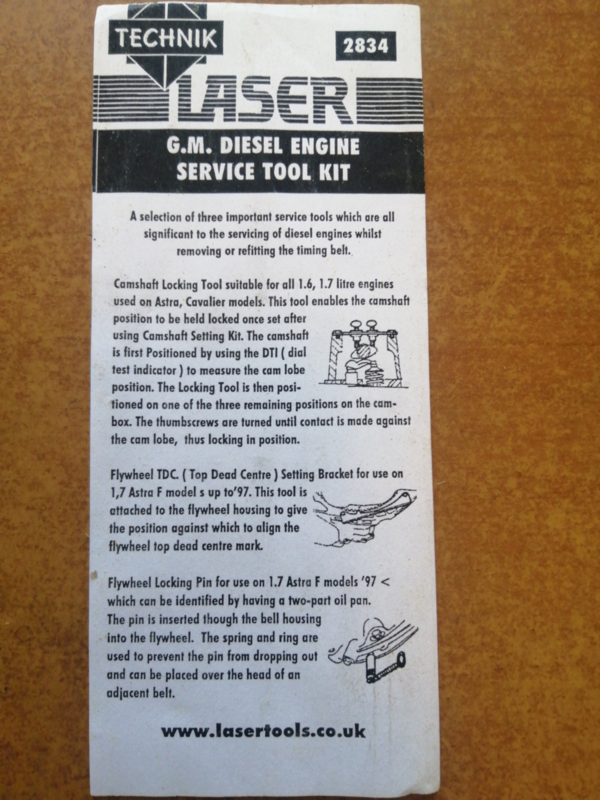 TECHNIK
2834
LASER
G.M. DIESEL ENGINE
SERVICE TOOL KIT
A selection of three important service tools which are all
significant to the servicing of diesel engines whilst
removing or refitting the timing belt.
Camshaft Locking Tool suitable for all 1.6, 1.7 litre engines
used on Astra, Cavalier models. This tool enables the camshaft
position to be held locked once set after
using Camshaft Setting Kit. The camshaft
is first Positioned by using the DTI ( dial
test indicator ) to measure the cam lobe
position. The Locking Tool is then posi-
tioned on one of the three remaining positions on the cam-
box. The thumbscrews are turned until contact is made against
the cam lobe, thus locking in position.
Flywheel TDC. ( Top Dead Centre ) Setting Bracket for use on
1,7 Astra F model s up to'97. This tool is
attached to the flywheel housing to give
the position against which to align the
flywheel top dead centre mark.
Flywheel Locking Pin for use on 1.7 Astra F models '97 <
which can be identified by having a two-part oil pan.
The pin is inserted though the bell housing
into the flywheel. The spring and ring are
used to prevent the pin from dropping out
and can be placed over the head of an
adjacent belt.
www.lasertools.co.uk